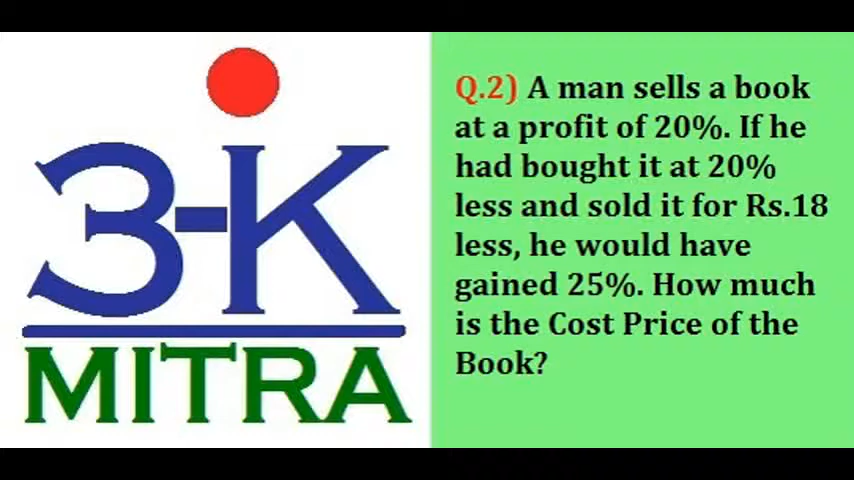 3-K
MITRA
Q.2) A man sells a book
at a profit of 20%. If he
had bought it at 20%
less and sold it for Rs.18
less, he would have
gained 25%. How much
is the Cost Price of the
Book?